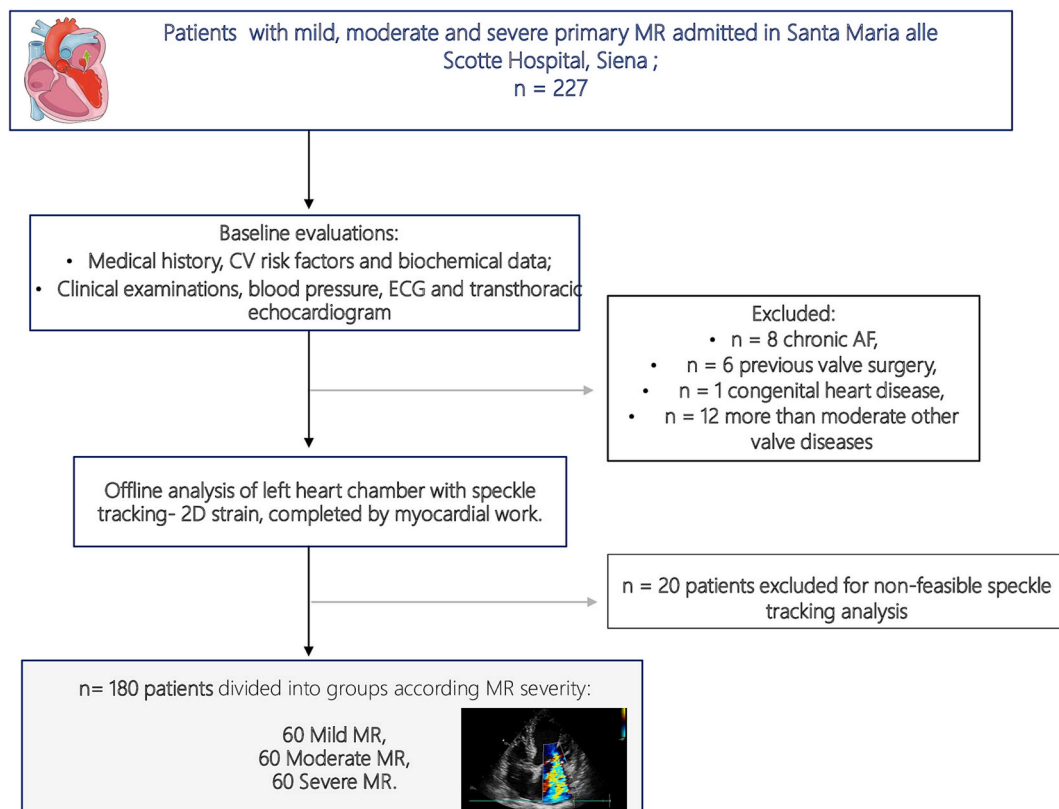 Patients with mild, moderate and severe primary MR admitted in Santa Maria alle
Scotte Hospital, Siena ;
n = 227
Baseline evaluations:
• Medical history, CV risk factors and biochemical data;
• Clinical examinations, blood pressure, ECG and transthoracic
echocardiogram
Excluded:
• n = 8 chronic AF,
• n = 6 previous valve surgery,
• n = 1 congenital heart disease,
• n = 12 more than moderate other
valve diseases
Offline analysis of left heart chamber with speckle
tracking- 2D strain, completed by myocardial work.
n = 20 patients excluded for non-feasible speckle
tracking analysis
n= 180 patients divided into groups according MR severity:
60 Mild MR,
60 Moderate MR,
60 Severe MR.